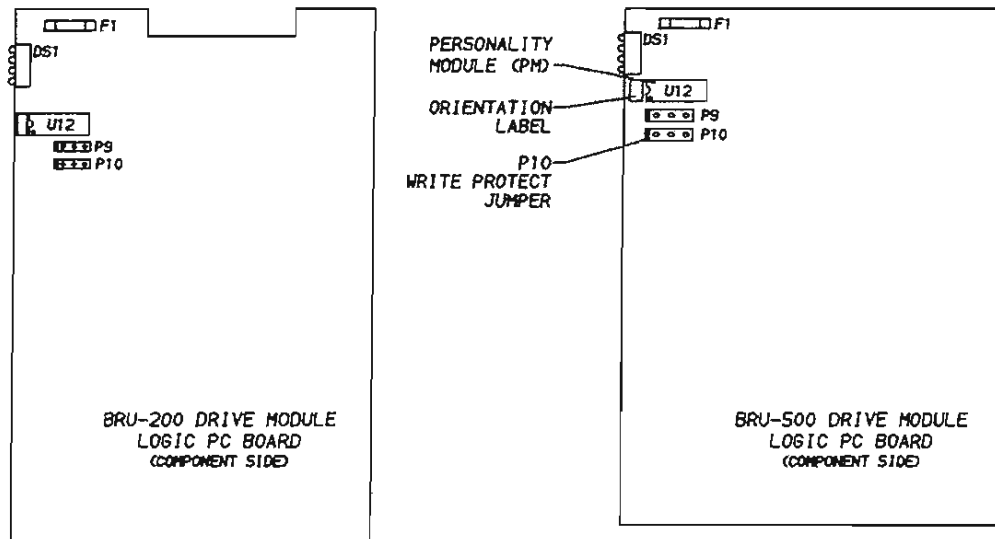 F1
DS1
U12
P9
P10
BRU-200 DRIVE MODULE
LOGIC PC BOARD
(COMPONENT SIDE)
PERSONALITY
MODULE (PM)
ORIENTATION
LABEL
P10
WRITE PROTECT
JUMPER
F1
DS1
U12
P9
P10
BRU-500 DRIVE MODULE
LOGIC PC BOARD
(COMPONENT SIDE)